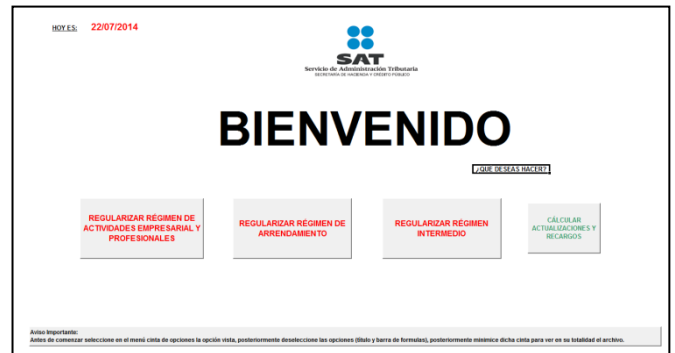 HOY ES: 22/07/2014
SAT
Servicio de Administración Tributaria
SECRETARÍA DE HACIENDA Y CRÉDITO PÚBLICO
BIENVENIDO
¿QUE DESEAS HACER?
REGULARIZAR RÉGIMEN DE
ACTIVIDADES EMPRESARIAL Y
PROFESIONALES
REGULARIZAR RÉGIMEN DE
ARRENDAMIENTO
REGULARIZAR RÉGIMEN
INTERMEDIO
CÁLCULAR
ACTUALIZACIONES Y
RECARGOS
Aviso Importante:
Antes de comenzar seleccione en el menú cinta de opciones la opción vista, posteriormente deseleccione las opciones (título y barra de formulas), posteriormente minimice dicha cinta para ver en su totalidad el archivo.